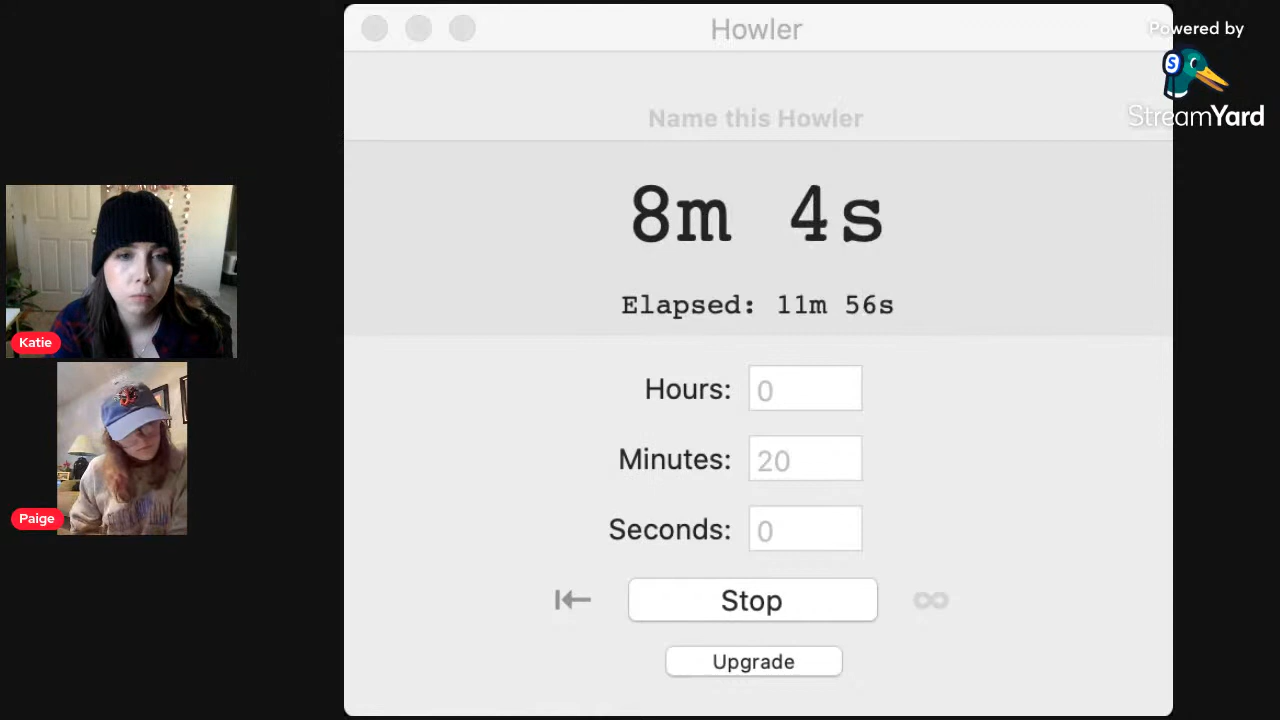 Howler
Powered by
StreamYard
Name this Howler
8m 4s
Elapsed: 11m 56s
Hours: 0
Minutes: 20
Seconds: 0
Stop
Upgrade
Katie
Paige